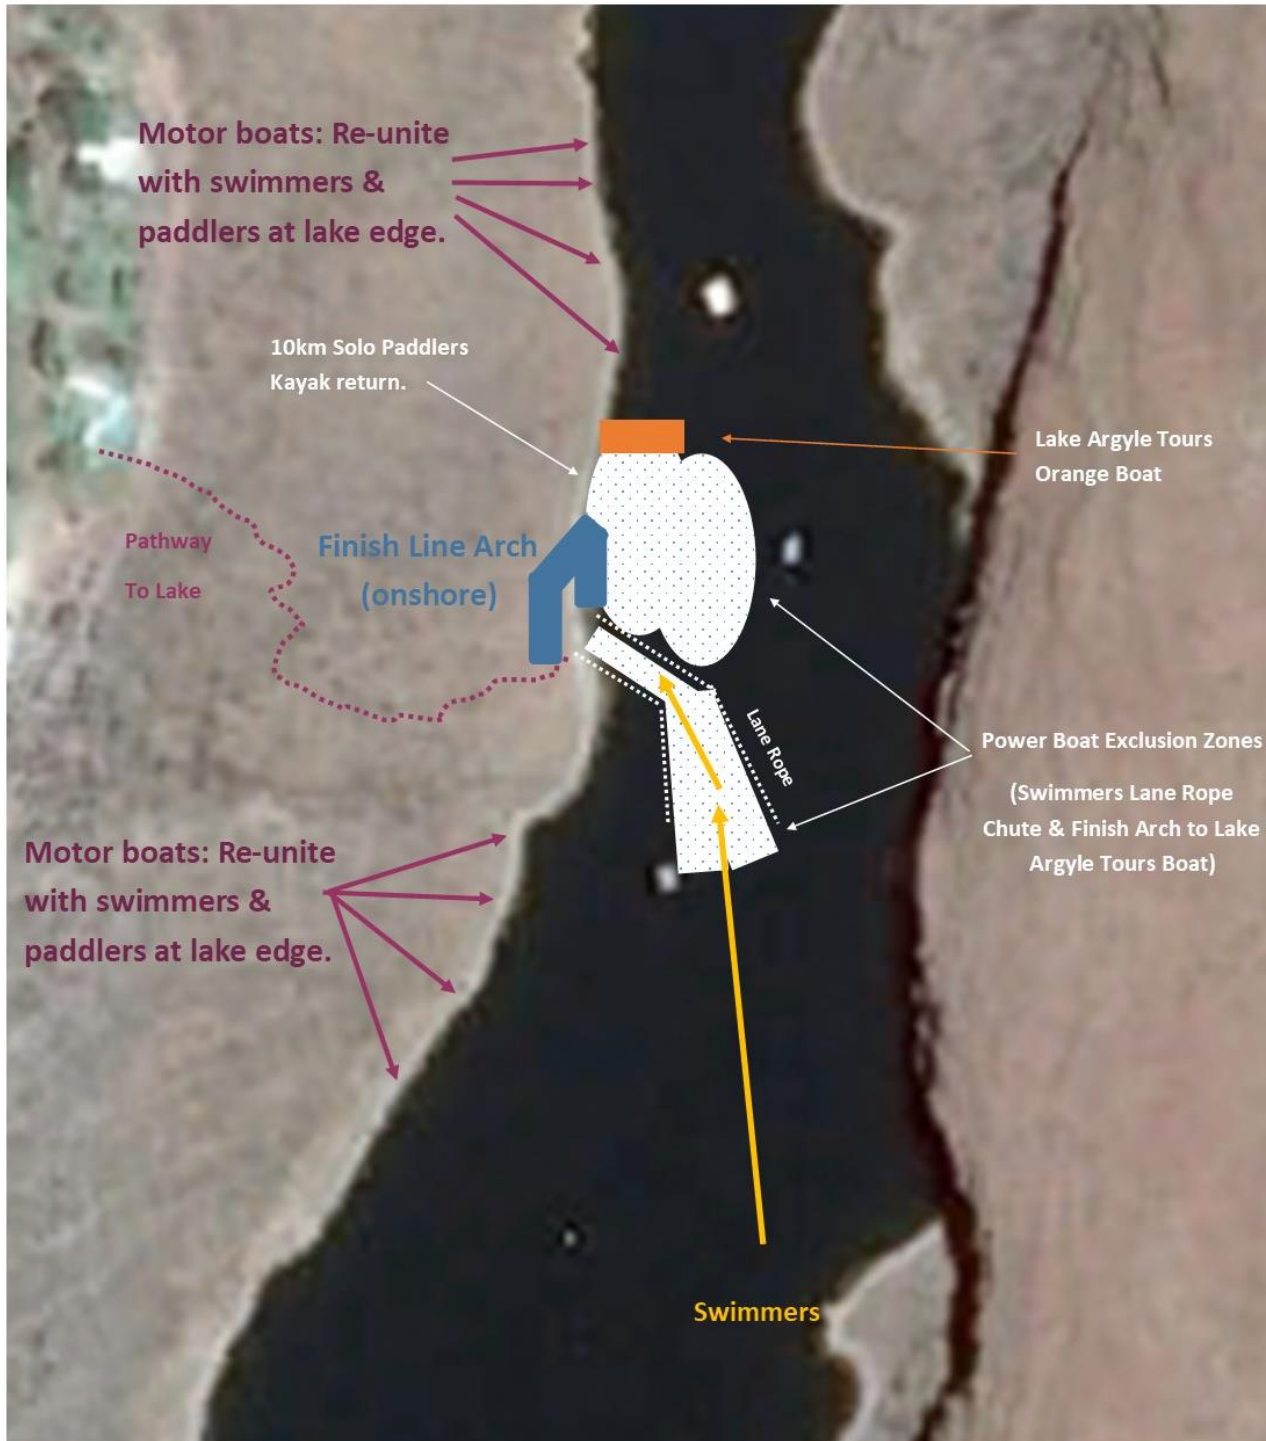 Motor boats: Re-unite
with swimmers &
paddlers at lake edge.
10km Solo Paddlers
Kayak return.
Lake Argyle Tours
Orange Boat
Pathway
To Lake
Finish Line Arch
(onshore)
Lane Rope
Power Boat Exclusion Zones
(Swimmers Lane Rope
Chute & Finish Arch to Lake
Argyle Tours Boat)
Motor boats: Re-unite
with swimmers &
paddlers at lake edge.
Swimmers